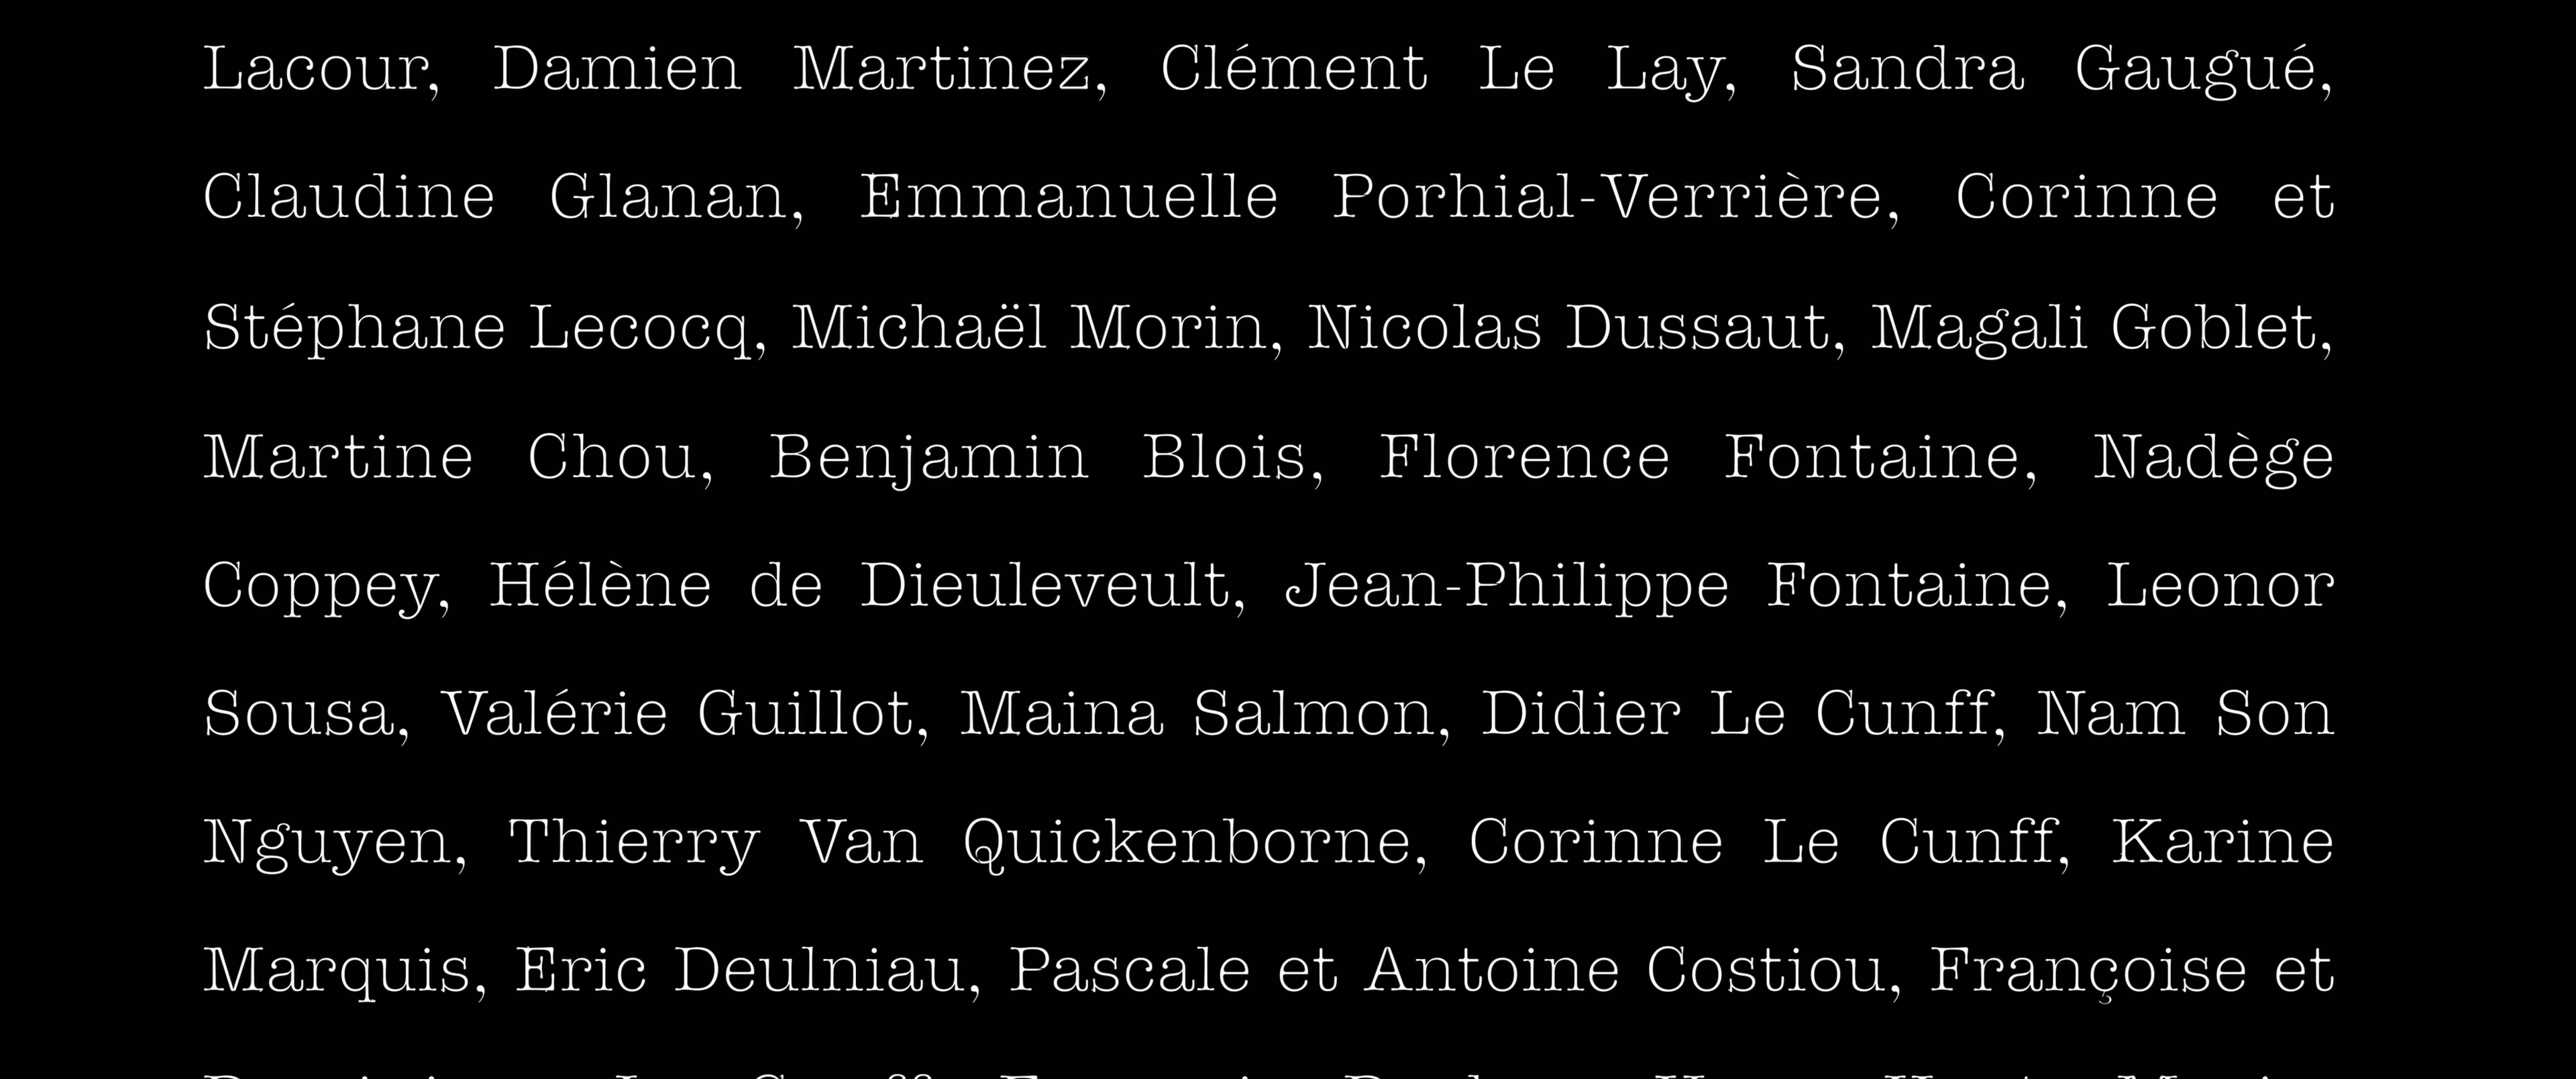 Lacour, Damien Martinez, Clément Le Lay, Sandra Gaugué,
Claudine Glanan, Emmanuelle Porhial-Verrière, Corinne et
Stéphane Lecocq, Michaël Morin, Nicolas Dussaut, Magali Goblet,
Martine Chou, Benjamin Blois, Florence Fontaine, Nadège
Coppey, Hélène de Dieuleveult, Jean-Philippe Fontaine, Leonor
Sousa, Valérie Guillot, Maina Salmon, Didier Le Cunff, Nam Son
Nguyen, Thierry Van Quickenborne, Corinne Le Cunff, Karine
Marquis, Eric Deulniau, Pascale et Antoine Costiou, Françoise et